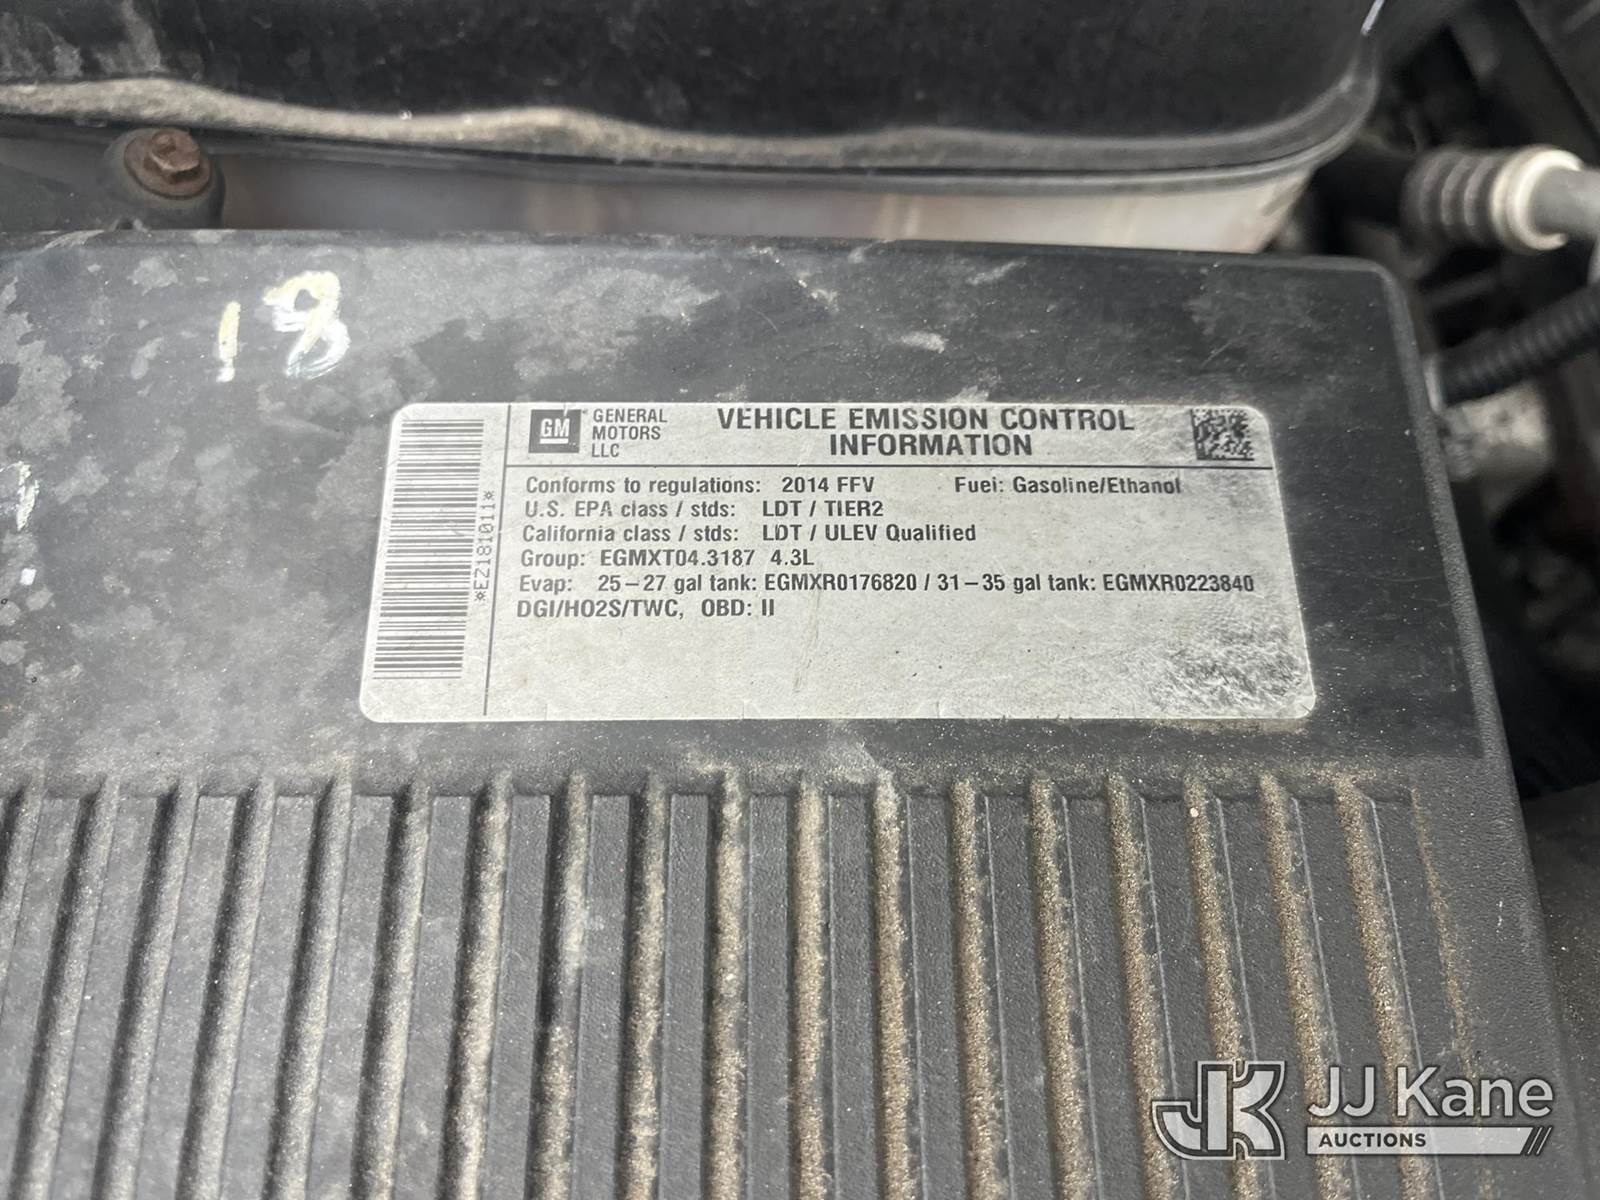 18
GM GENERAL MOTORS LLC
VEHICLE EMISSION CONTROL
INFORMATION
Conforms to regulations: 2014 FFV Fuel: Gasoline/Ethanol
U.S. EPA class / stds: LDT / TIER2
California class / stds: LDT / ULEV Qualified
Group: EGMXT04.3187 4.3L
Evap: 25-27 gal tank: EGMXR0176820 / 31-35 gal tank: EGMXR0223840
DGI/HO2S/TWC, OBD: II
*EZ181011*
JK JJ Kane
AUCTIONS